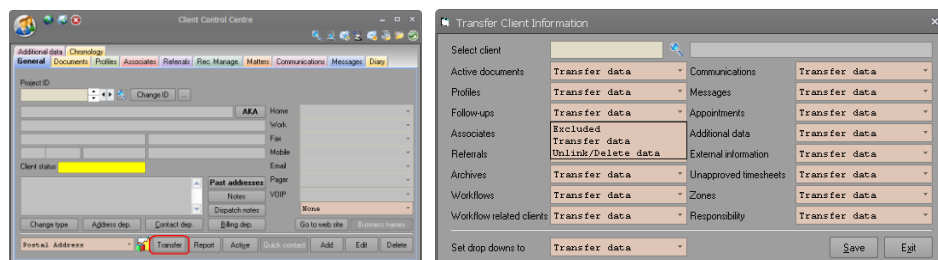 Client Control Centre
Additional data Chronology
General Documents Profiles Associates Referrals Rec. Manage. Matters Communications Messages Diary
Project ID
Change ID ...
AKA Home
Work
Fax
Mobile
Client status Email
Past addresses Pager
Notes VOIP
Dispatch notes None
Change type Address dep. Contact dep. Billing dep. Go to web site Business names
Postal Address Transfer Report Active Quick contact Add Edit Delete
Transfer Client Information
Select client
Active documents Transfer data Communications Transfer data
Profiles Transfer data Messages Transfer data
Follow-ups Transfer data Appointments Transfer data
Associates Excluded Additional data Transfer data
Transfer data
Referrals Unlink/Delete data External information Transfer data
Archives Transfer data Unapproved timesheets Transfer data
Workflows Transfer data Zones Transfer data
Workflow related clients Transfer data Responsibility Transfer data
Set drop downs to Transfer data Save Exit